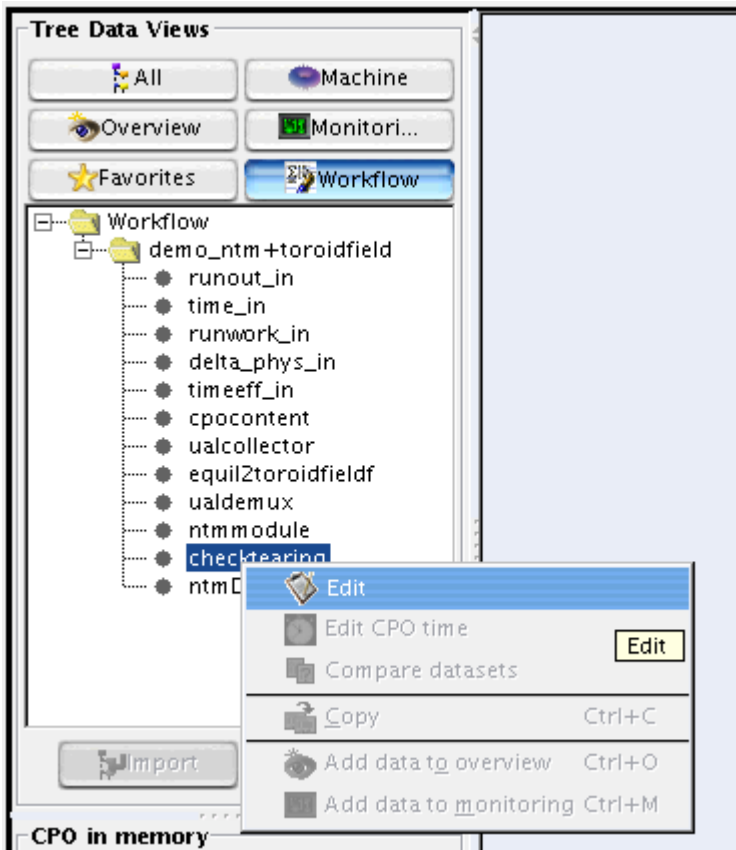 Tree Data Views
All
Machine
Overview
Monitori...
Favorites
Workflow
Workflow
demo_ntm+toroidfield
runout_in
time_in
runwork_in
delta_phys_in
timeeff_in
cpocontent
ualcollector
equil2toroidfieldf
ualdemux
ntmmodule
checktearing
Edit
Edit CPO time
Edit
Compare datasets
Copy Ctrl+C
Import
Add data to overview Ctrl+O
Add data to monitoring Ctrl+M
CPO in memory